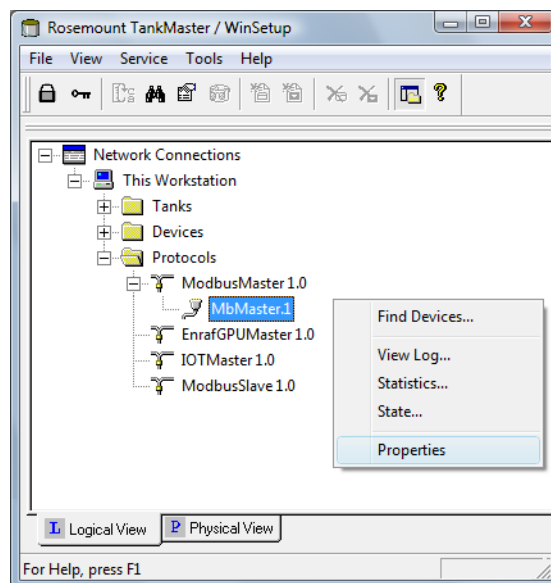 Rosemount TankMaster / WinSetup
File View Service Tools Help
Network Connections
This Workstation
Tanks
Devices
Protocols
ModbusMaster 1.0
MbMaster.1
EnrafGPUMaster 1.0
IOTMaster 1.0
ModbusSlave 1.0
Find Devices...
View Log...
Statistics...
State...
Properties
L Logical View P Physical View
For Help, press F1